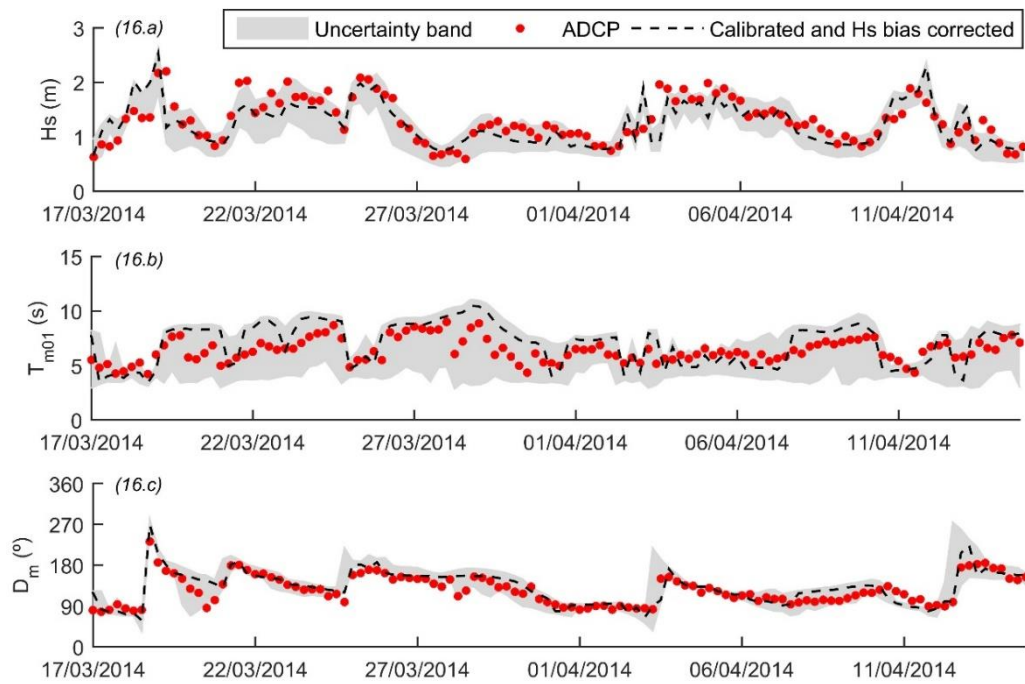 (16.a)
Uncertainty band ADCP Calibrated and Hs bias corrected
Hs (m)
3
2
1
0
17/03/2014 22/03/2014 27/03/2014 01/04/2014 06/04/2014 11/04/2014
(16.b)
Tm01 (s)
15
10
5
0
17/03/2014 22/03/2014 27/03/2014 01/04/2014 06/04/2014 11/04/2014
(16.c)
Dm (º)
360
270
180
90
0
17/03/2014 22/03/2014 27/03/2014 01/04/2014 06/04/2014 11/04/2014